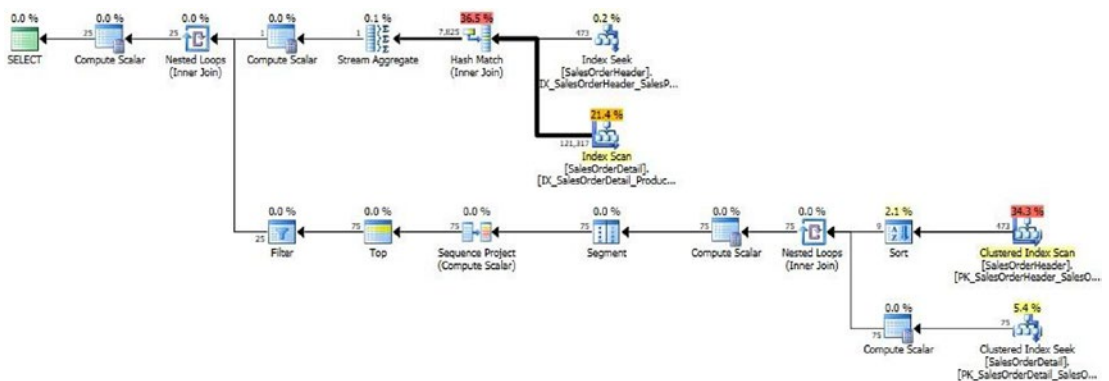 0.0 %
SELECT
25
0.0 %
Compute Scalar
25
0.0 %
Nested Loops
(Inner Join)
1
0.0 %
Compute Scalar
1
0.1 %
Stream Aggregate
7,825
36.5 %
Hash Match
(Inner Join)
473
0.2 %
Index Seek
[SalesOrderHeader].
[IX_SalesOrderHeader_SalesP...
121,317
21.4 %
Index Scan
[SalesOrderDetail].
[IX_SalesOrderDetail_Produc...
25
0.0 %
Filter
75
0.0 %
Top
75
0.0 %
Sequence Project
(Compute Scalar)
75
0.0 %
Segment
75
0.0 %
Compute Scalar
75
0.0 %
Nested Loops
(Inner Join)
9
2.1 %
Sort
473
34.3 %
Clustered Index Scan
[SalesOrderHeader].
[PK_SalesOrderHeader_SalesO...
75
0.0 %
Compute Scalar
75
5.4 %
Clustered Index Seek
[SalesOrderDetail].
[PK_SalesOrderDetail_SalesO...